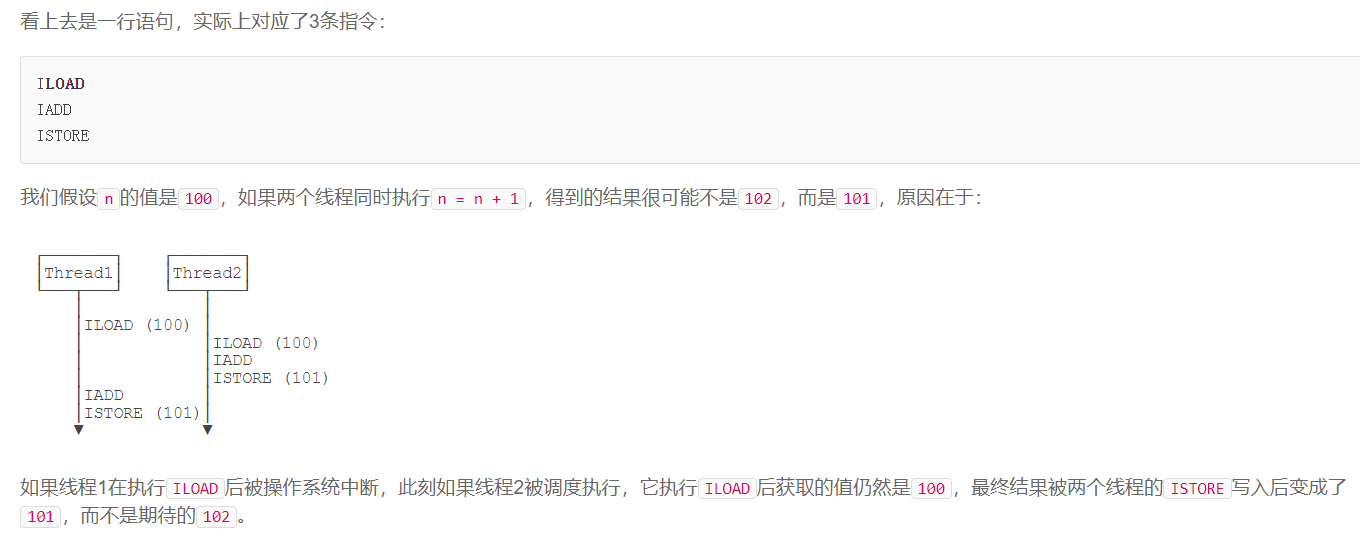 看上去是一行语句，实际上对应了3条指令：
ILOAD
IADD
ISTORE
我们假设n的值是100，如果两个线程同时执行n = n + 1，得到的结果很可能不是102，而是101，原因在于：
Thread1 Thread2
ILOAD (100)
ILOAD (100)
IADD
ISTORE (101)
IADD
ISTORE (101)
如果线程1在执行ILOAD后被操作系统中断，此刻如果线程2被调度执行，它执行ILOAD后获取的值仍然是100，最终结果被两个线程的ISTORE写入后变成了
101，而不是期待的102。